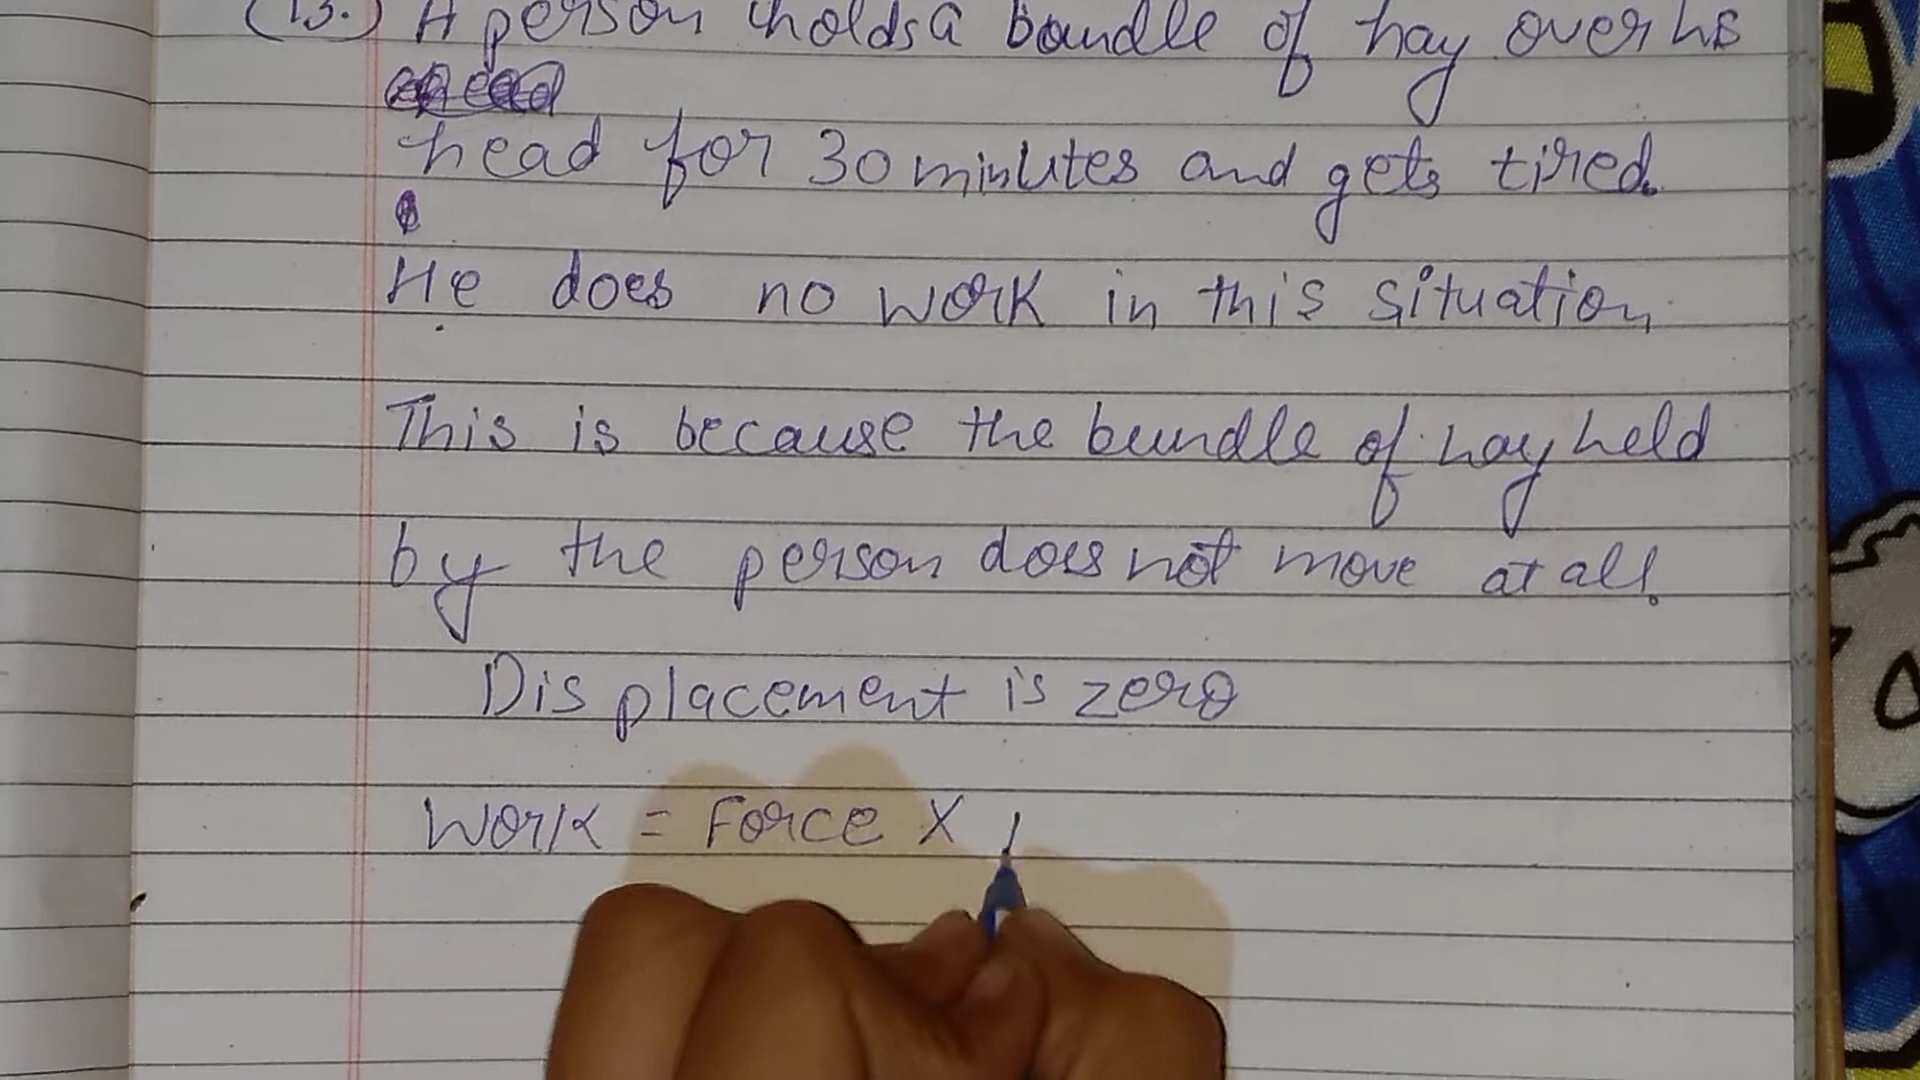 (13.) A person holds a bundle of hay over his
head for 30 minutes and gets tired.
He does no work in this situation
This is because the bundle of hay held
by the person does not move at all.
Displacement is zero
Work = Force X